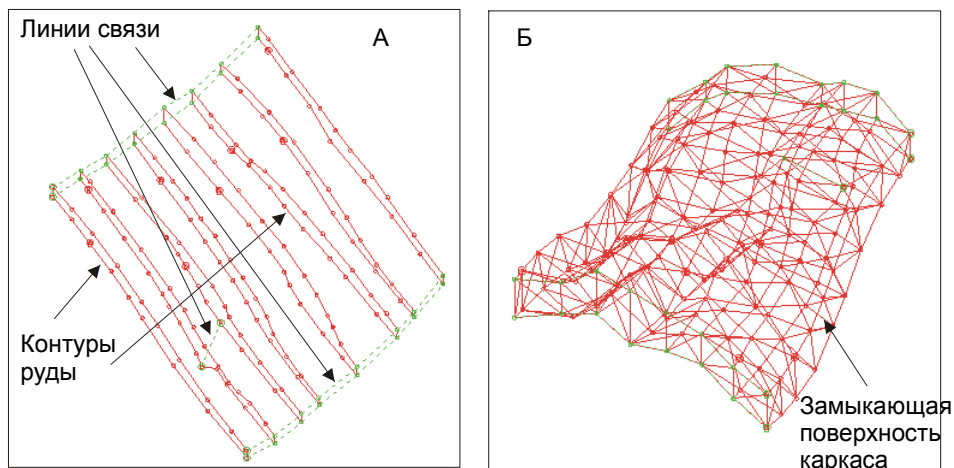 Линии связи
А
Контуры
руды
Б
Замыкающая
поверхность
каркаса